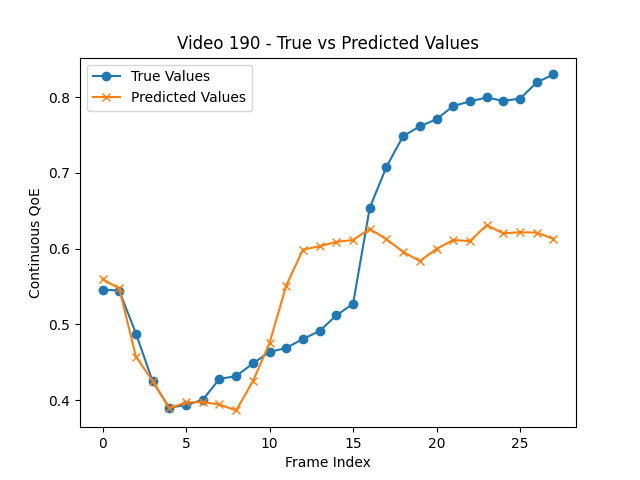 Video 190 - True vs Predicted Values
True Values
Predicted Values
Continuous QoE
0.8
0.7
0.6
0.5
0.4
0
5
10
15
20
25
Frame Index